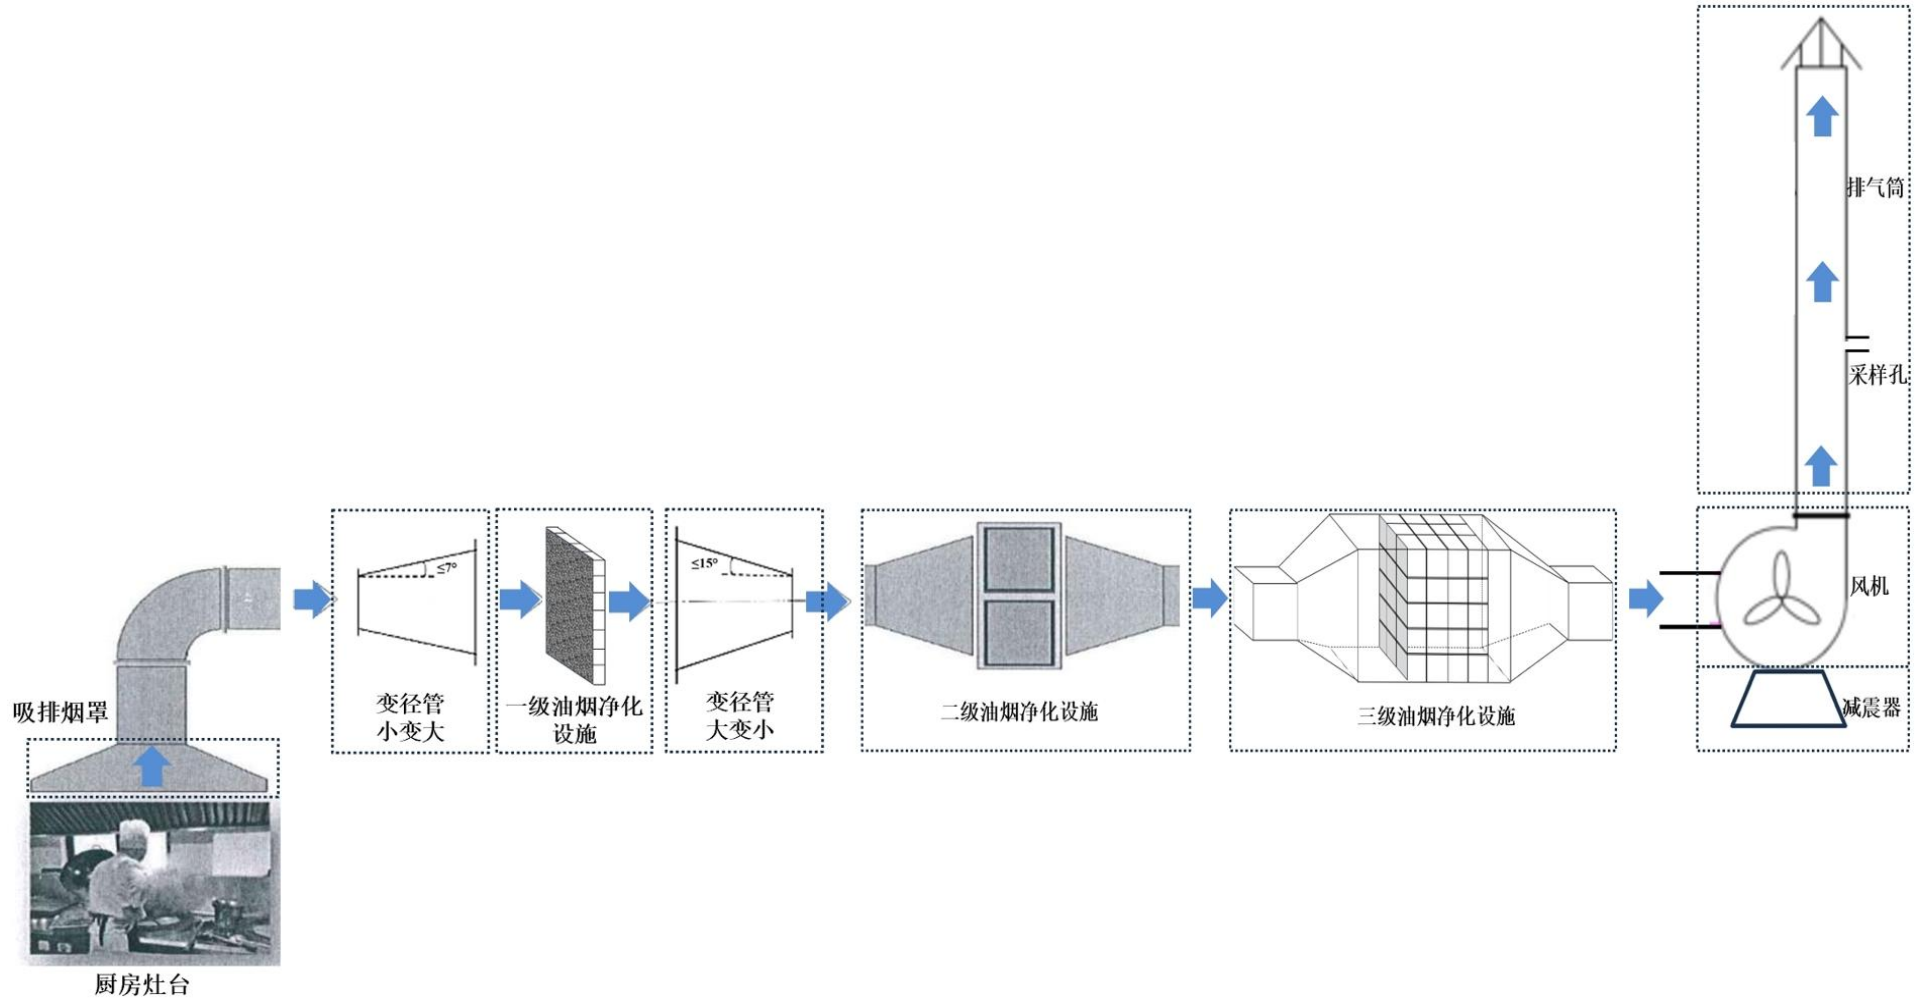 排气筒
采样孔
≤7°
≤15°
风机
吸排烟罩
变径管
小变大
一级油烟净化
设施
变径管
大变小
二级油烟净化设施
三级油烟净化设施
减震器
厨房灶台